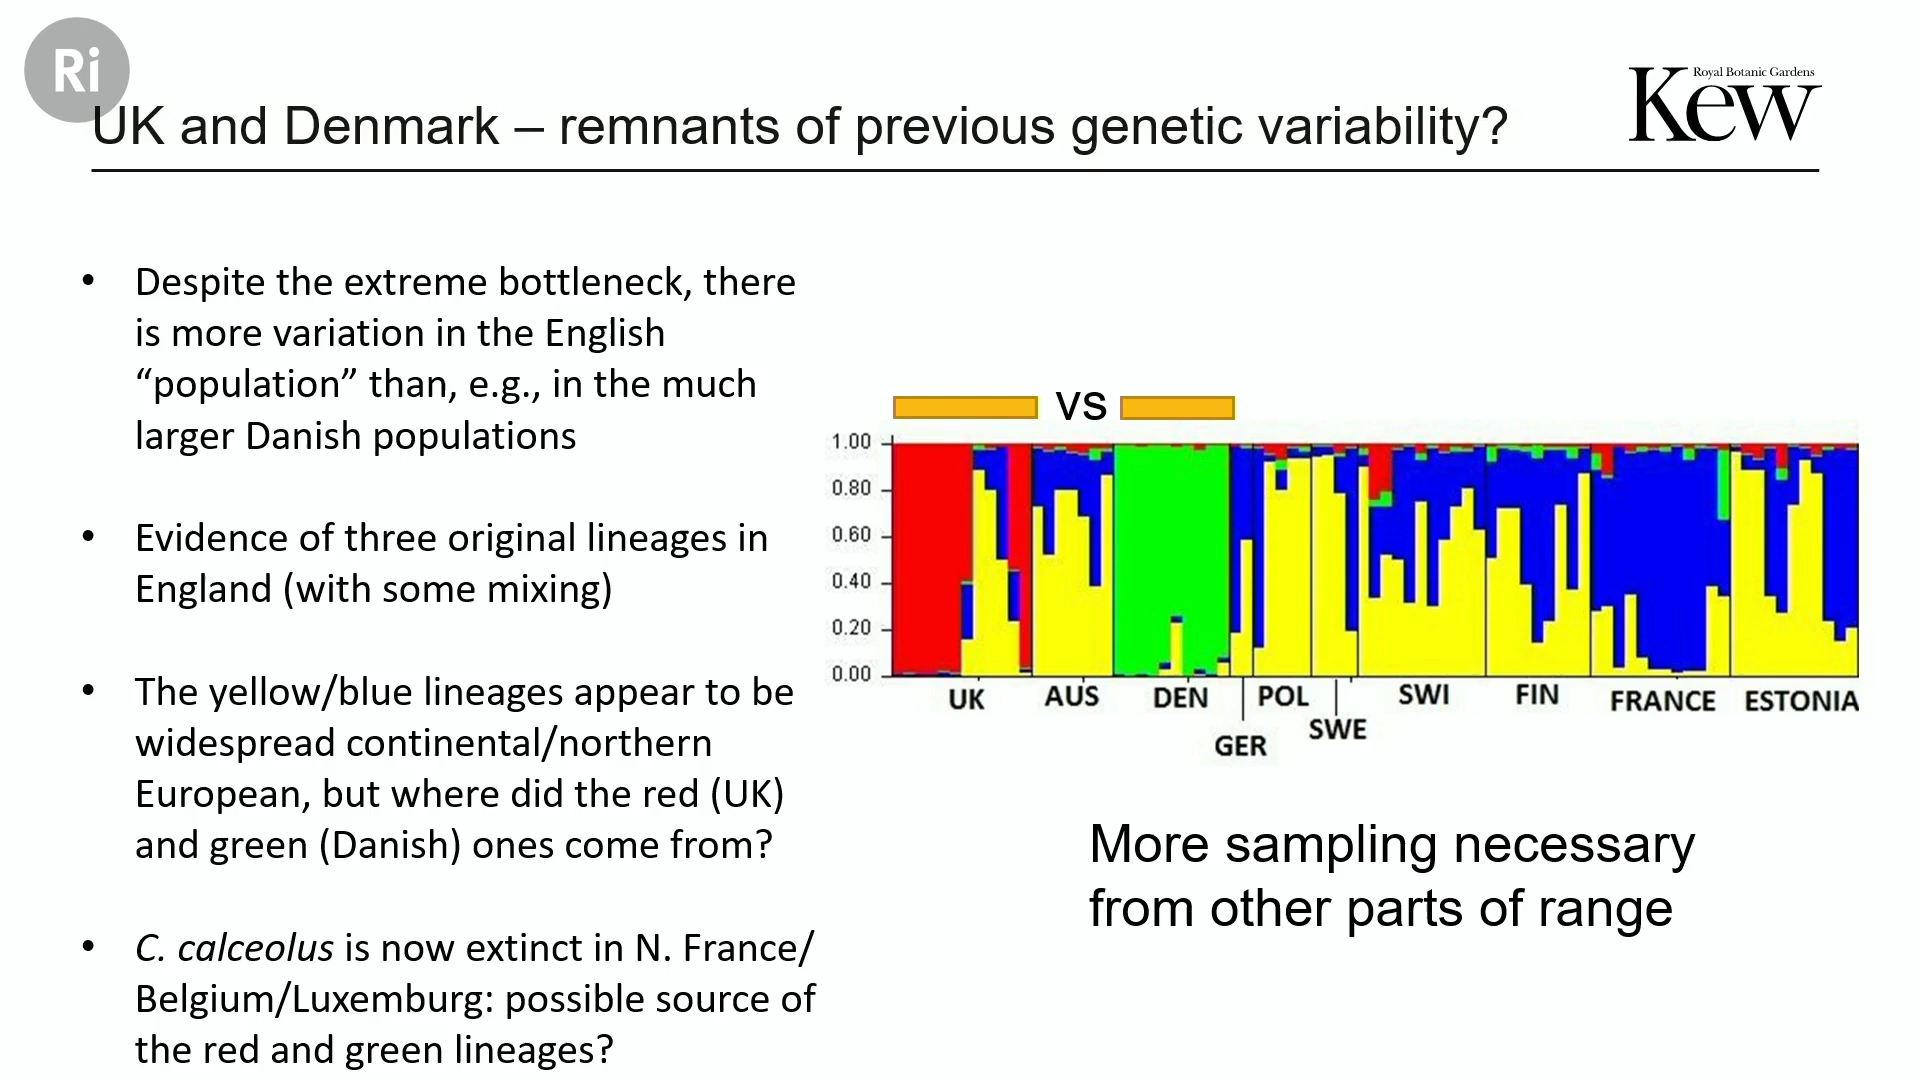 Ri
Royal Botanic Gardens
Kew
UK and Denmark – remnants of previous genetic variability?
• Despite the extreme bottleneck, there
is more variation in the English
“population” than, e.g., in the much
larger Danish populations
• Evidence of three original lineages in
England (with some mixing)
• The yellow/blue lineages appear to be
widespread continental/northern
European, but where did the red (UK)
and green (Danish) ones come from?
• C. calceolus is now extinct in N. France/
Belgium/Luxemburg: possible source of
the red and green lineages?
vs
1.00
0.80
0.60
0.40
0.20
0.00
UK AUS DEN POL SWI FIN FRANCE ESTONIA
GER SWE
More sampling necessary
from other parts of range